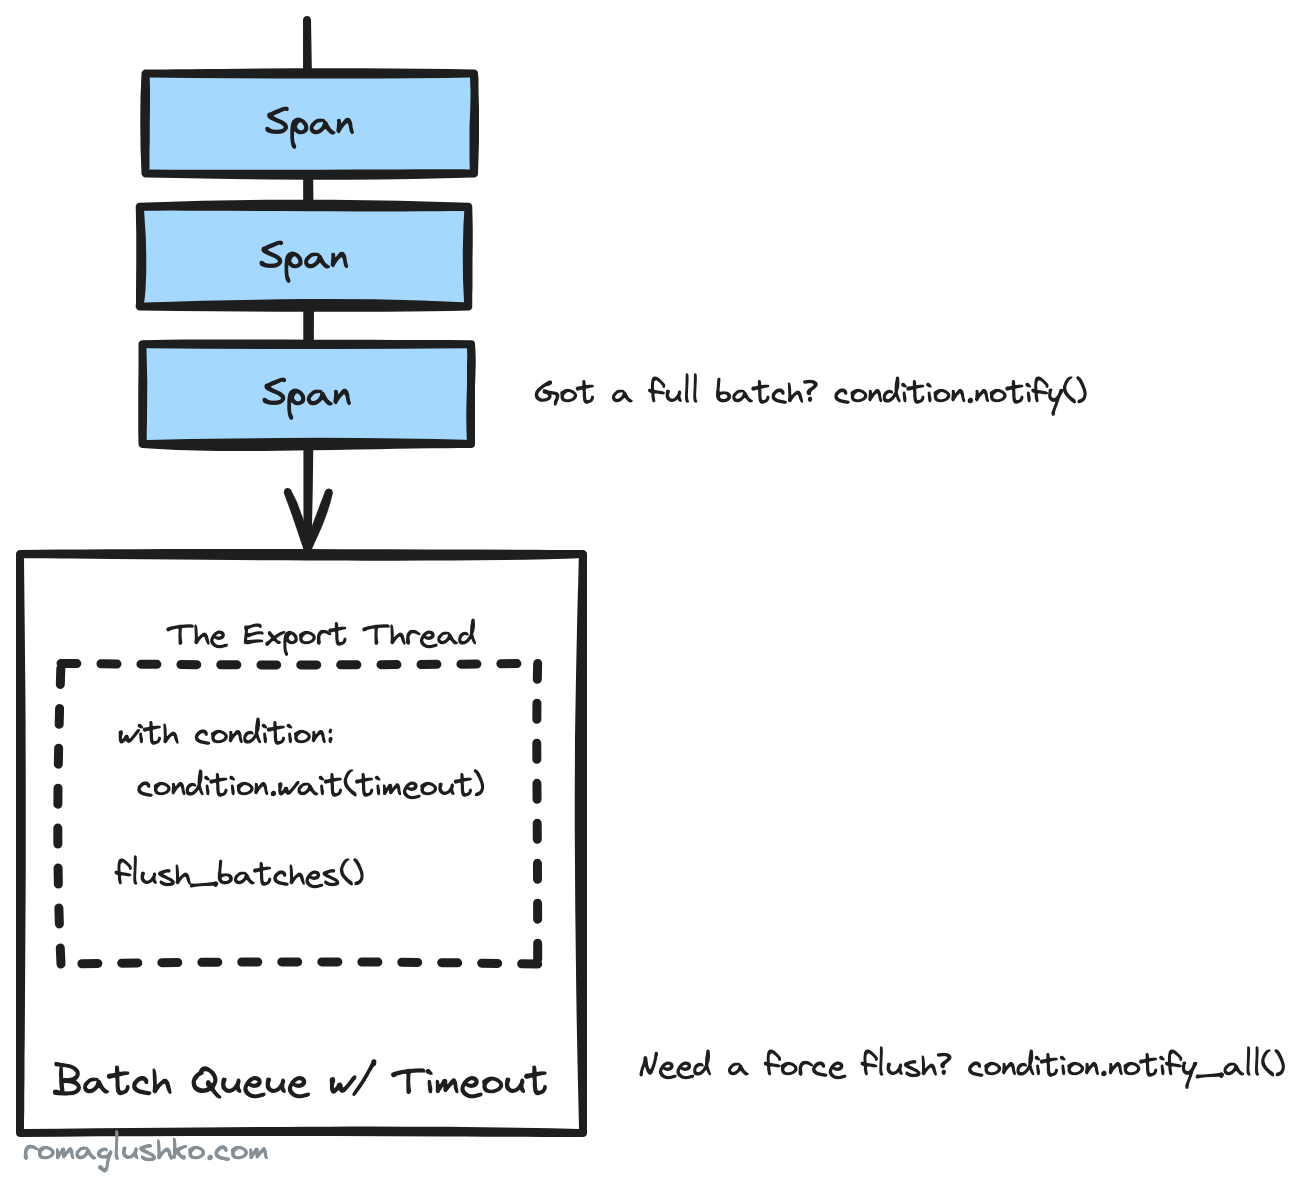 Span
Span
Span
Got a full batch? condition.notify()
The Export Thread
with condition:
condition.wait(timeout)
flush_batches()
Need a force flush? condition.notify_all()
Batch Queue w/ Timeout
romaglushko.com